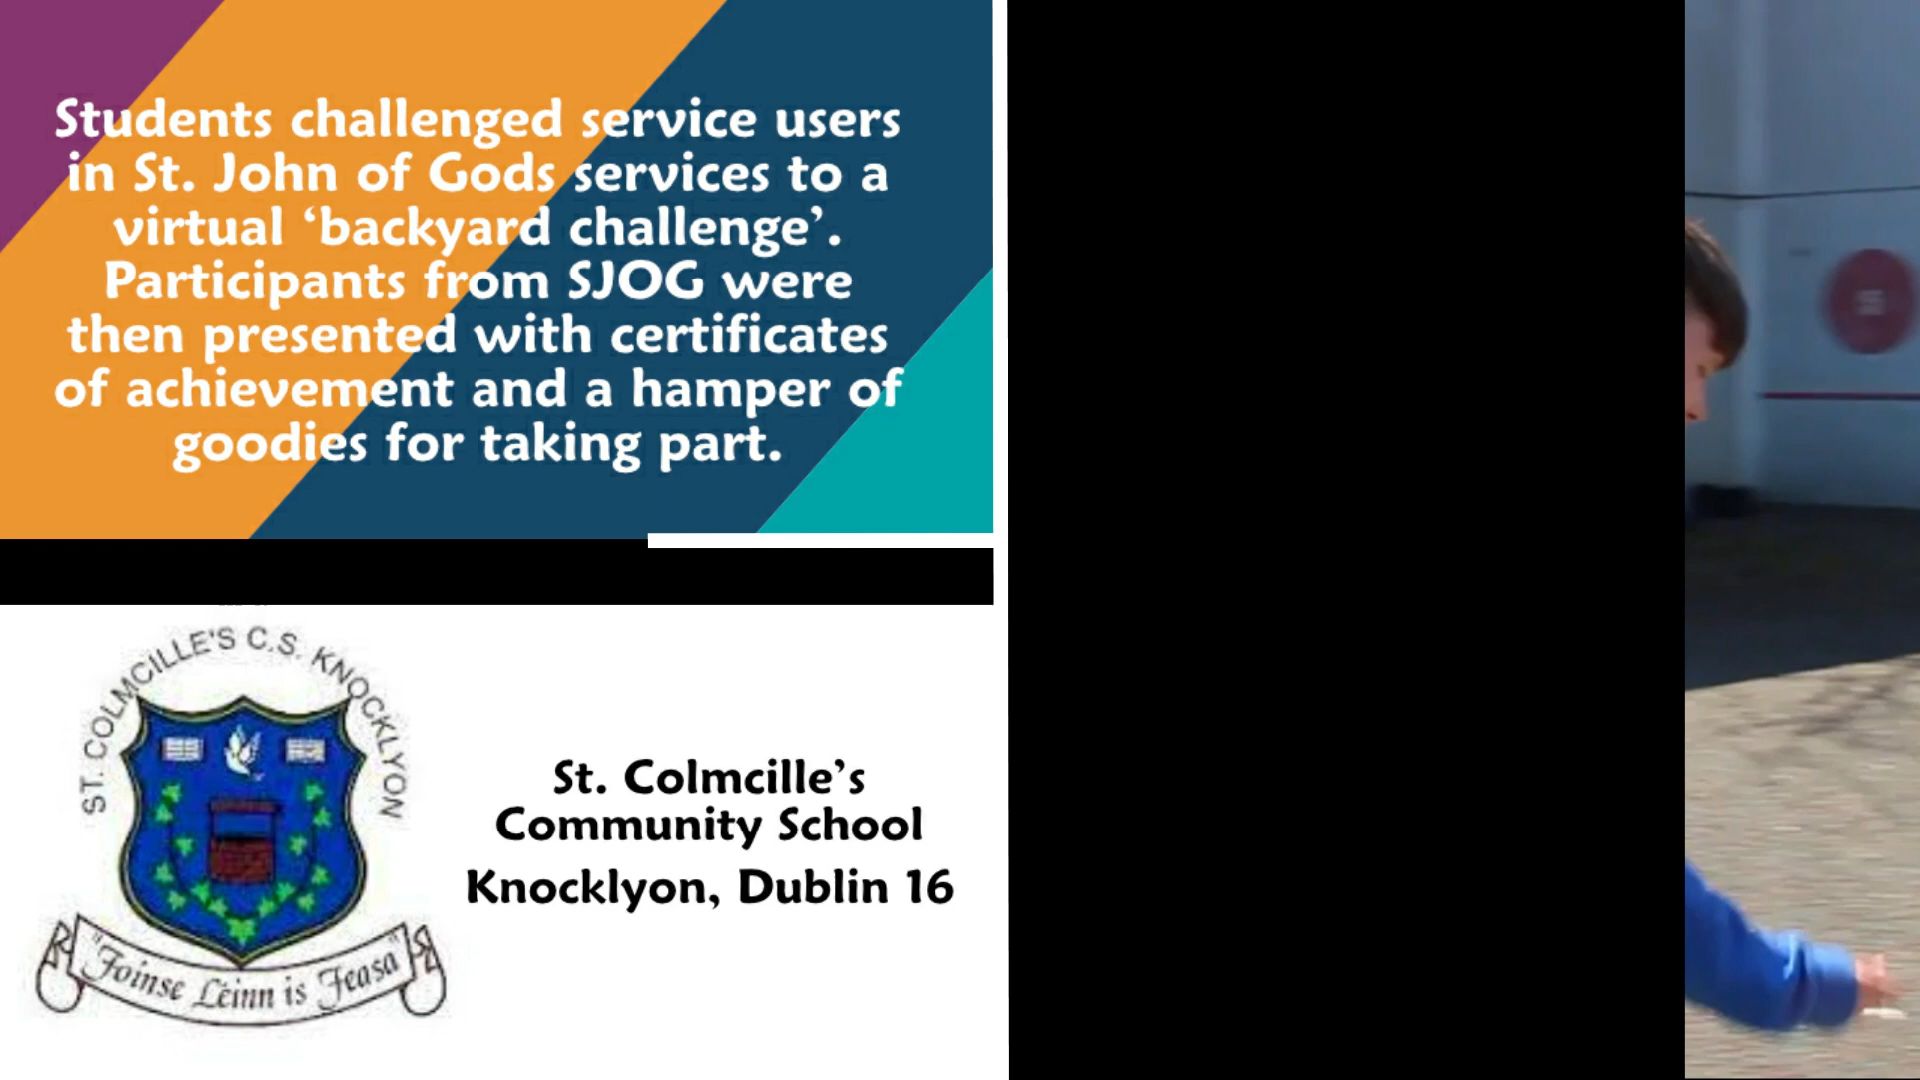 Students challenged service users
in St. John of Gods services to a
virtual ‘backyard challenge’.
Participants from SJOG were
then presented with certificates
of achievement and a hamper of
goodies for taking part.
ST. COLMCILLE'S C.S. KNOCKLYON
"Foinse Léinn is Feasa"
St. Colmcille’s
Community School
Knocklyon, Dublin 16